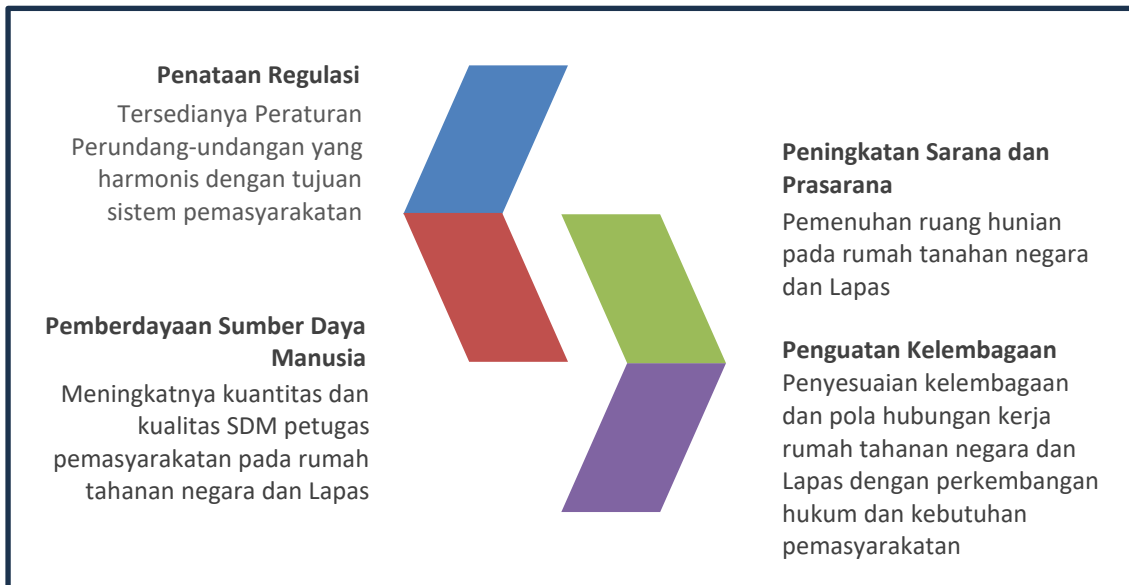 Penataan Regulasi
Tersedianya Peraturan
Perundang-undangan yang
harmonis dengan tujuan
sistem pemasyarakatan
Pemberdayaan Sumber Daya
Manusia
Meningkatnya kuantitas dan
kualitas SDM petugas
pemasyarakatan pada rumah
tahanan negara dan Lapas
Peningkatan Sarana dan
Prasarana
Pemenuhan ruang hunian
pada rumah tanahan negara
dan Lapas
Penguatan Kelembagaan
Penyesuaian kelembagaan
dan pola hubungan kerja
rumah tahanan negara dan
Lapas dengan perkembangan
hukum dan kebutuhan
pemasyarakatan